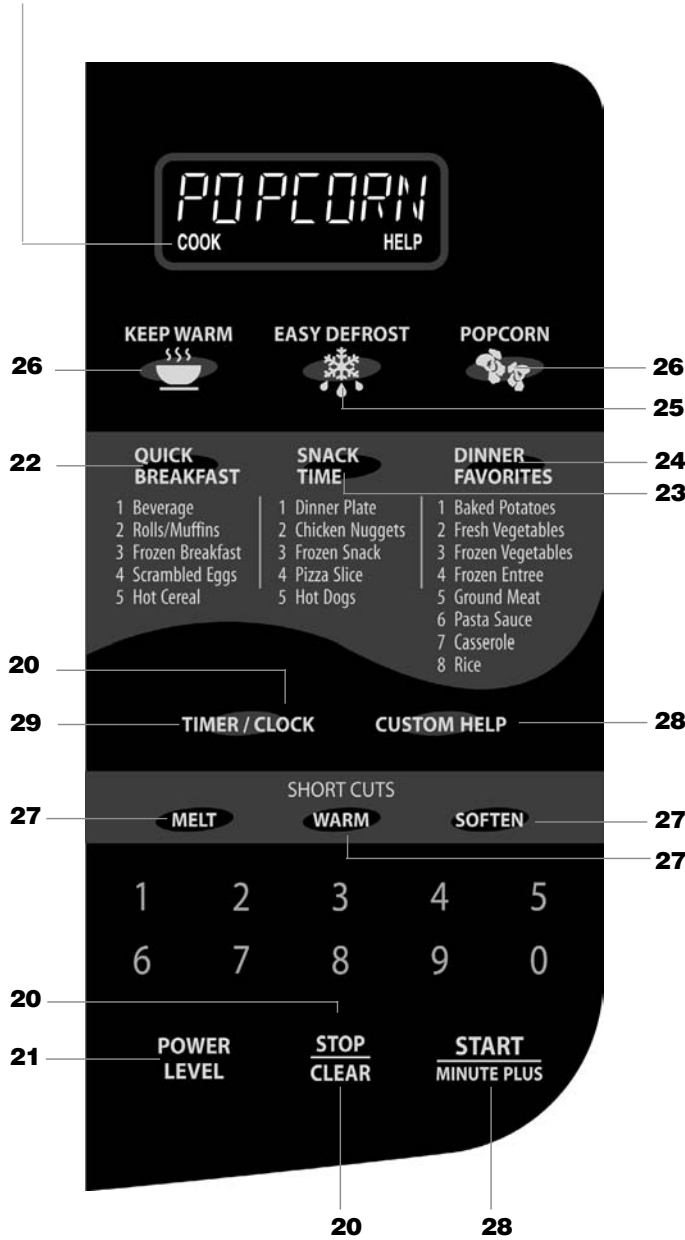 POPCORN
COOK HELP
KEEP WARM EASY DEFROST POPCORN
26 26
25
22 QUICK BREAKFAST SNACK TIME DINNER FAVORITES 24
23
1 Beverage
2 Rolls/Muffins
3 Frozen Breakfast
4 Scrambled Eggs
5 Hot Cereal
1 Dinner Plate
2 Chicken Nuggets
3 Frozen Snack
4 Pizza Slice
5 Hot Dogs
1 Baked Potatoes
2 Fresh Vegetables
3 Frozen Vegetables
4 Frozen Entree
5 Ground Meat
6 Pasta Sauce
7 Casserole
8 Rice
20
29 TIMER / CLOCK CUSTOM HELP 28
SHORT CUTS
27 MELT WARM SOFTEN 27
27
1 2 3 4 5
6 7 8 9 0
20
21 POWER LEVEL STOP CLEAR START MINUTE PLUS
20 28